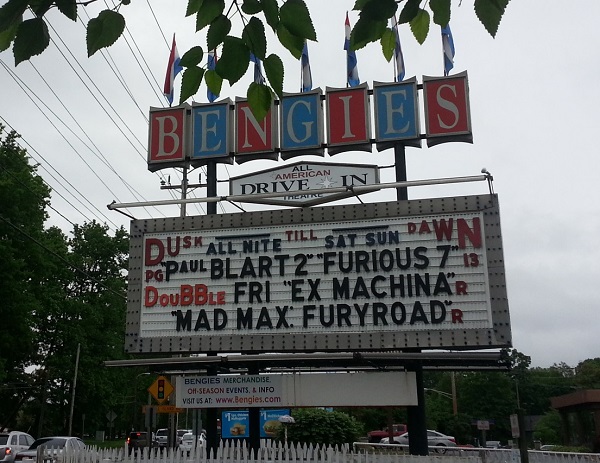 BENGIES
ALL
AMERICAN
DRIVE IN
THEATRE
DUSK ALL NITE TILL SAT SUN DAWN
PG "PAUL BLART 2" "FURIOUS 7" 13
DOUBBLE FRI "EX MACHINA" R
"MAD MAX: FURYROAD" R
BENGIES MERCHANDISE,
Off-SEASON EVENTS, & INFO
VISIT US AT: www.Bengies.com